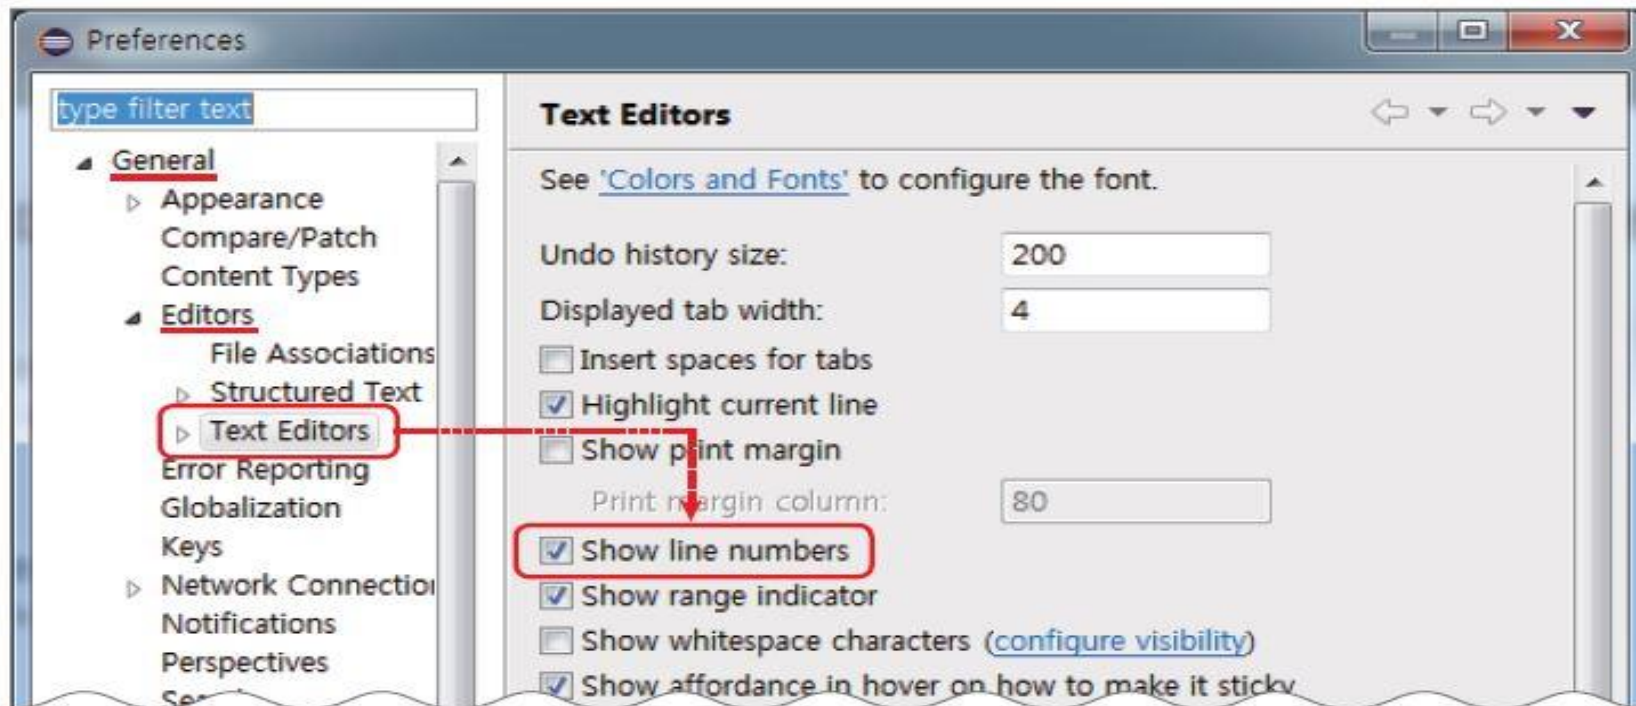 Preferences
type filter text
General
Appearance
Compare/Patch
Content Types
Editors
File Associations
Structured Text
Text Editors
Error Reporting
Globalization
Keys
Network Connection
Notifications
Perspectives
Text Editors
See 'Colors and Fonts' to configure the font.
Undo history size: 200
Displayed tab width: 4
Insert spaces for tabs
Highlight current line
Show print margin
Print margin column: 80
Show line numbers
Show range indicator
Show whitespace characters (configure visibility)
Show affordance in hover on how to make it sticky